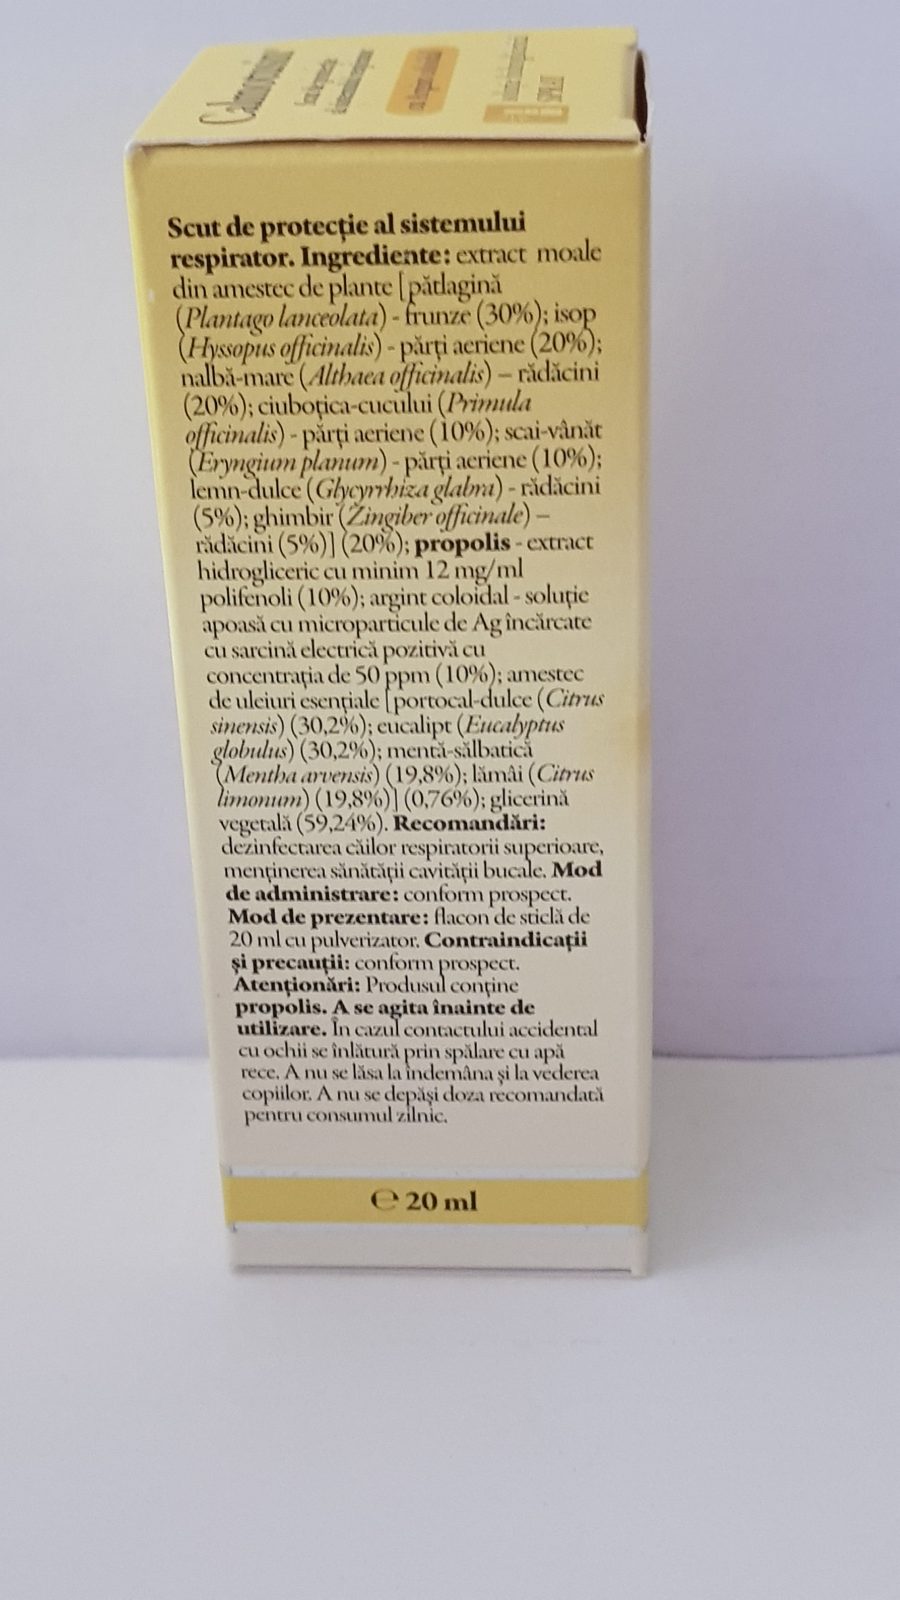 Scut de protecție al sistemului
respirator. Ingrediente: extract moale
din amestec de plante [pătlagină
(Plantago lanceolata) - frunze (30%); isop
(Hyssopus officinalis) - părți aeriene (20%);
nalbă-mare (Althaea officinalis) – rădăcini
(20%); ciuboțica-cucului (Primula
officinalis) - părți aeriene (10%); scai-vânăt
(Eryngium planum) - părți aeriene (10%);
lemn-dulce (Glycyrrhiza glabra) - rădăcini
(5%); ghimbir (Zingiber officinale) –
rădăcini (5%)] (20%); propolis - extract
hidrogliceric cu minim 12 mg/ml
polifenoli (10%); argint coloidal - soluție
apoasă cu microparticule de Ag încărcate
cu sarcină electrică pozitivă cu
concentrația de 50 ppm (10%); amestec
de uleiuri esențiale [portocal-dulce (Citrus
sinensis) (30,2%); eucalipt (Eucalyptus
globulus) (30,2%); mentă-sălbatică
(Mentha arvensis) (19,8%); lămâi (Citrus
limonum) (19,8%)] (0,76%); glicerină
vegetală (59,24%). Recomandări:
dezinfectarea căilor respiratorii superioare,
menținerea sănătății cavității bucale. Mod
de administrare: conform prospect.
Mod de prezentare: flacon de sticlă de
20 ml cu pulverizator. Contraindicații
și precauții: conform prospect.
Atenționări: Produsul conține
propolis. A se agita înainte de
utilizare. În cazul contactului accidental
cu ochii se înlătură prin spălare cu apă
rece. A nu se lăsa la îndemâna și la vederea
copiilor. A nu se depăși doza recomandată
pentru consumul zilnic.
℮ 20 ml